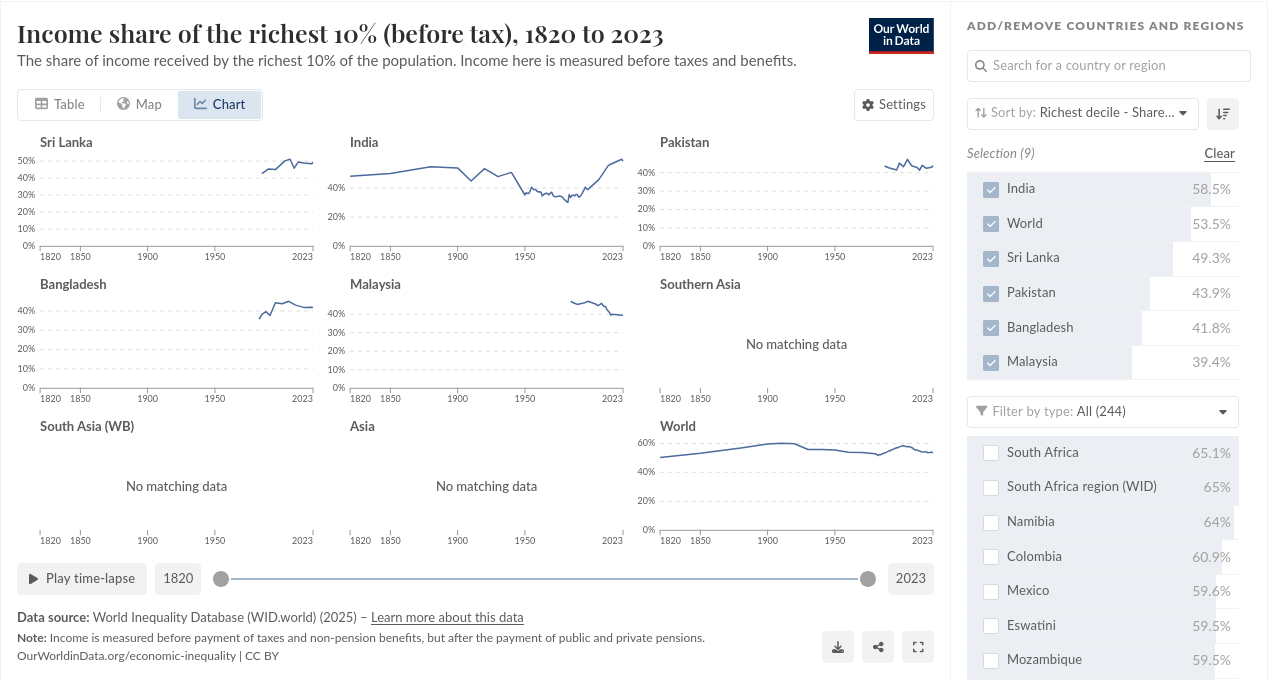 Income share of the richest 10% (before tax), 1820 to 2023
The share of income received by the richest 10% of the population. Income here is measured before taxes and benefits.
Our World
in Data
Table
Map
Chart
Settings
Sri Lanka
50%
40%
30%
20%
10%
0%
1820 1850 1900 1950 2023
India
40%
20%
0%
1820 1850 1900 1950 2023
Pakistan
40%
30%
20%
10%
0%
1820 1850 1900 1950 2023
Bangladesh
40%
30%
20%
10%
0%
1820 1850 1900 1950 2023
Malaysia
40%
30%
20%
10%
0%
1820 1850 1900 1950 2023
Southern Asia
No matching data
1820 1850 1900 1950 2023
South Asia (WB)
No matching data
1820 1850 1900 1950 2023
Asia
No matching data
1820 1850 1900 1950 2023
World
60%
40%
20%
0%
1820 1850 1900 1950 2023
Play time-lapse
1820
2023
Data source: World Inequality Database (WID.world) (2025) – Learn more about this data
Note: Income is measured before payment of taxes and non-pension benefits, but after the payment of public and private pensions.
OurWorldinData.org/economic-inequality | CC BY
ADD/REMOVE COUNTRIES AND REGIONS
Search for a country or region
Sort by: Richest decile - Share...
Selection (9)
Clear
India 58.5%
World 53.5%
Sri Lanka 49.3%
Pakistan 43.9%
Bangladesh 41.8%
Malaysia 39.4%
Filter by type: All (244)
South Africa 65.1%
South Africa region (WID) 65%
Namibia 64%
Colombia 60.9%
Mexico 59.6%
Eswatini 59.5%
Mozambique 59.5%